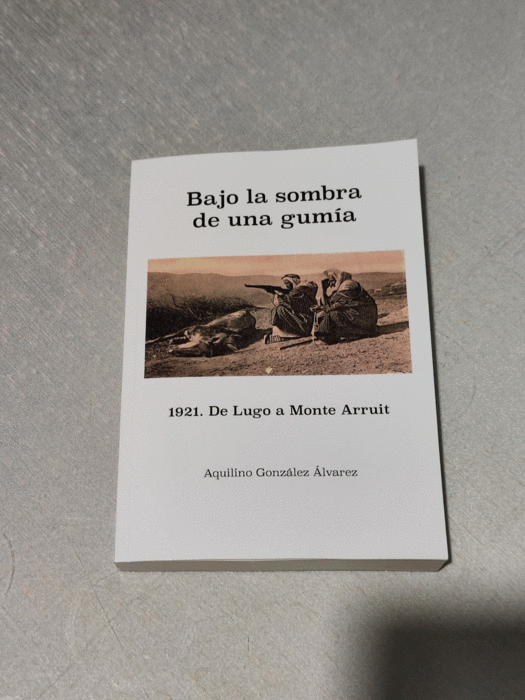 Bajo la sombra
de una gumía
1921. De Lugo a Monte Arruit
Aquilino González Álvarez